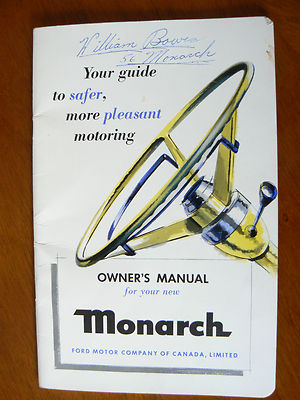 William Bowen
56 Monarch
Your guide
to safer,
more pleasant
motoring
OWNER'S MANUAL
for your new
Monarch
FORD MOTOR COMPANY OF CANADA, LIMITED